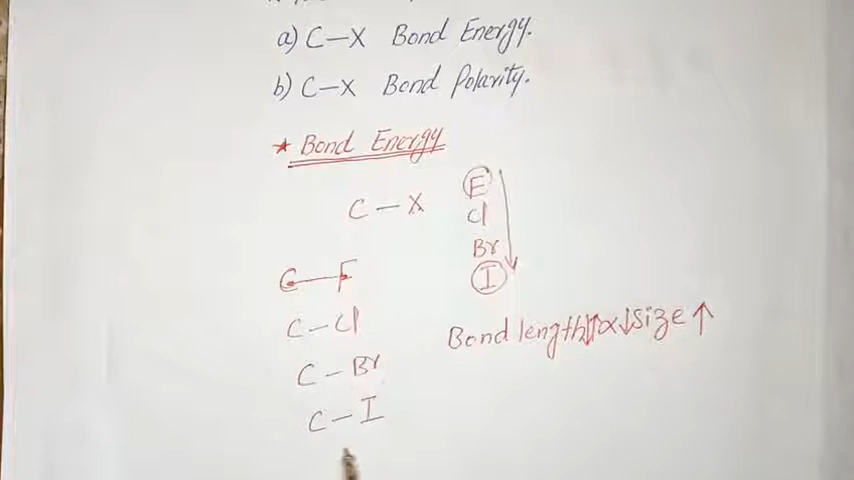 a) C—X Bond Energy.
b) C—X Bond Polarity.
* Bond Energy
C — X
F
Cl
Br
I
C—F
C—Cl
C—Br
C—I
Bond length↓↑∝↓Size↑